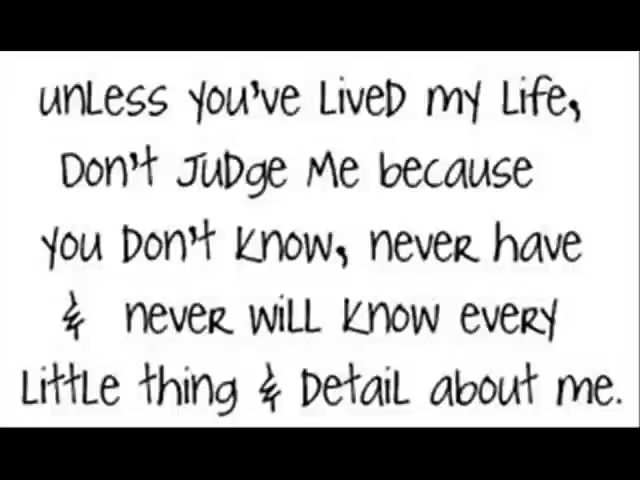 unless you've lived my life,
Don't judge me because
you Don't know, never have
& never will know every
little thing & Detail about me.